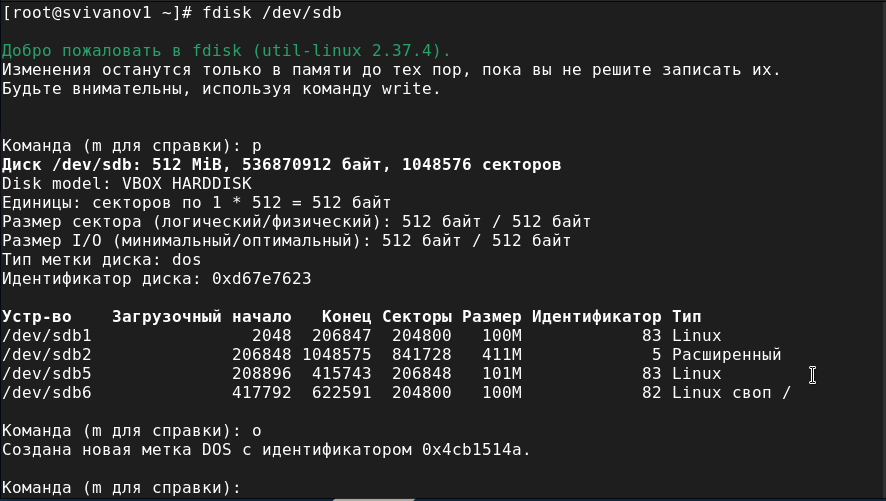 [root@svivanov1 ~]# fdisk /dev/sdb
Добро пожаловать в fdisk (util-linux 2.37.4).
Изменения останутся только в памяти до тех пор, пока вы не решите записать их.
Будьте внимательны, используя команду write.
Команда (m для справки): p
Диск /dev/sdb: 512 MiB, 536870912 байт, 1048576 секторов
Disk model: VBOX HARDDISK
Единицы: секторов по 1 * 512 = 512 байт
Размер сектора (логический/физический): 512 байт / 512 байт
Размер I/O (минимальный/оптимальный): 512 байт / 512 байт
Тип метки диска: dos
Идентификатор диска: 0xd67e7623
Устр-во    Загрузочный начало   Конец Секторы Размер Идентификатор Тип
/dev/sdb1                2048  206847  204800   100M            83 Linux
/dev/sdb2              206848 1048575  841728   411M             5 Расширенный
/dev/sdb5              208896  415743  206848   101M            83 Linux
/dev/sdb6              417792  622591  204800   100M            82 Linux своп /
Команда (m для справки): o
Создана новая метка DOS с идентификатором 0x4cb1514a.
Команда (m для справки):